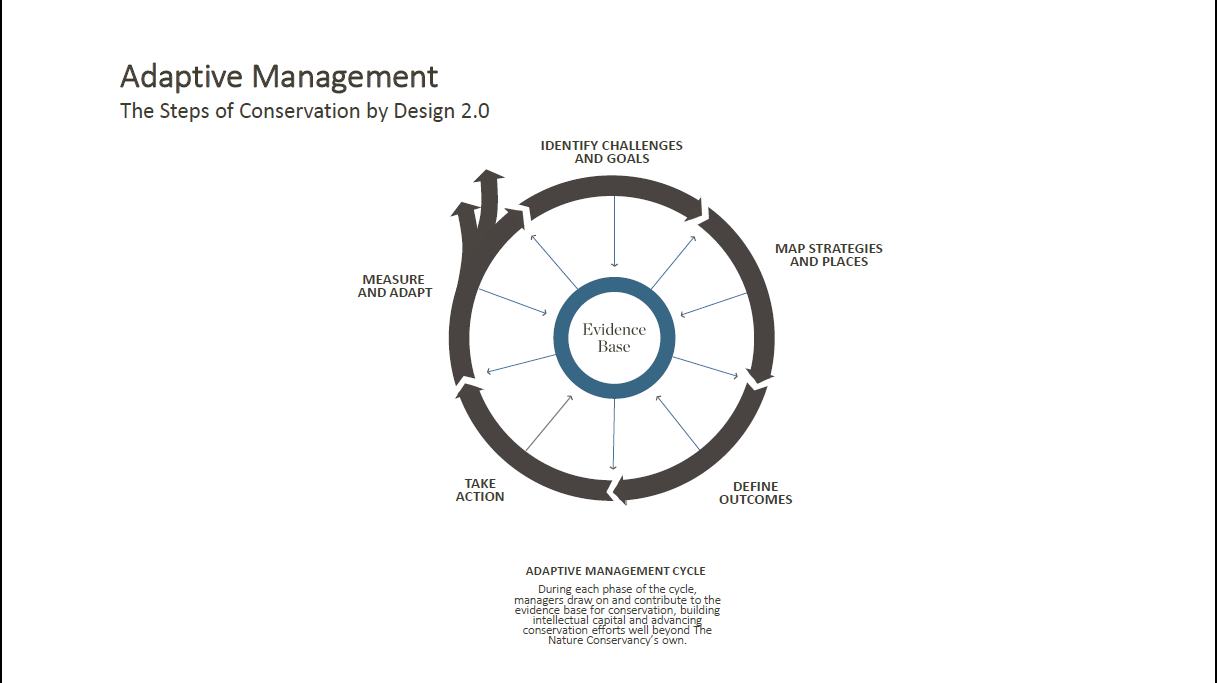 Adaptive Management
The Steps of Conservation by Design 2.0
IDENTIFY CHALLENGES
AND GOALS
MAP STRATEGIES
AND PLACES
MEASURE
AND ADAPT
Evidence
Base
TAKE
ACTION
DEFINE
OUTCOMES
ADAPTIVE MANAGEMENT CYCLE
During each phase of the cycle,
managers draw on and contribute to the
evidence base for conservation, building
intellectual capital and advancing
conservation efforts well beyond The
Nature Conservancy's own.